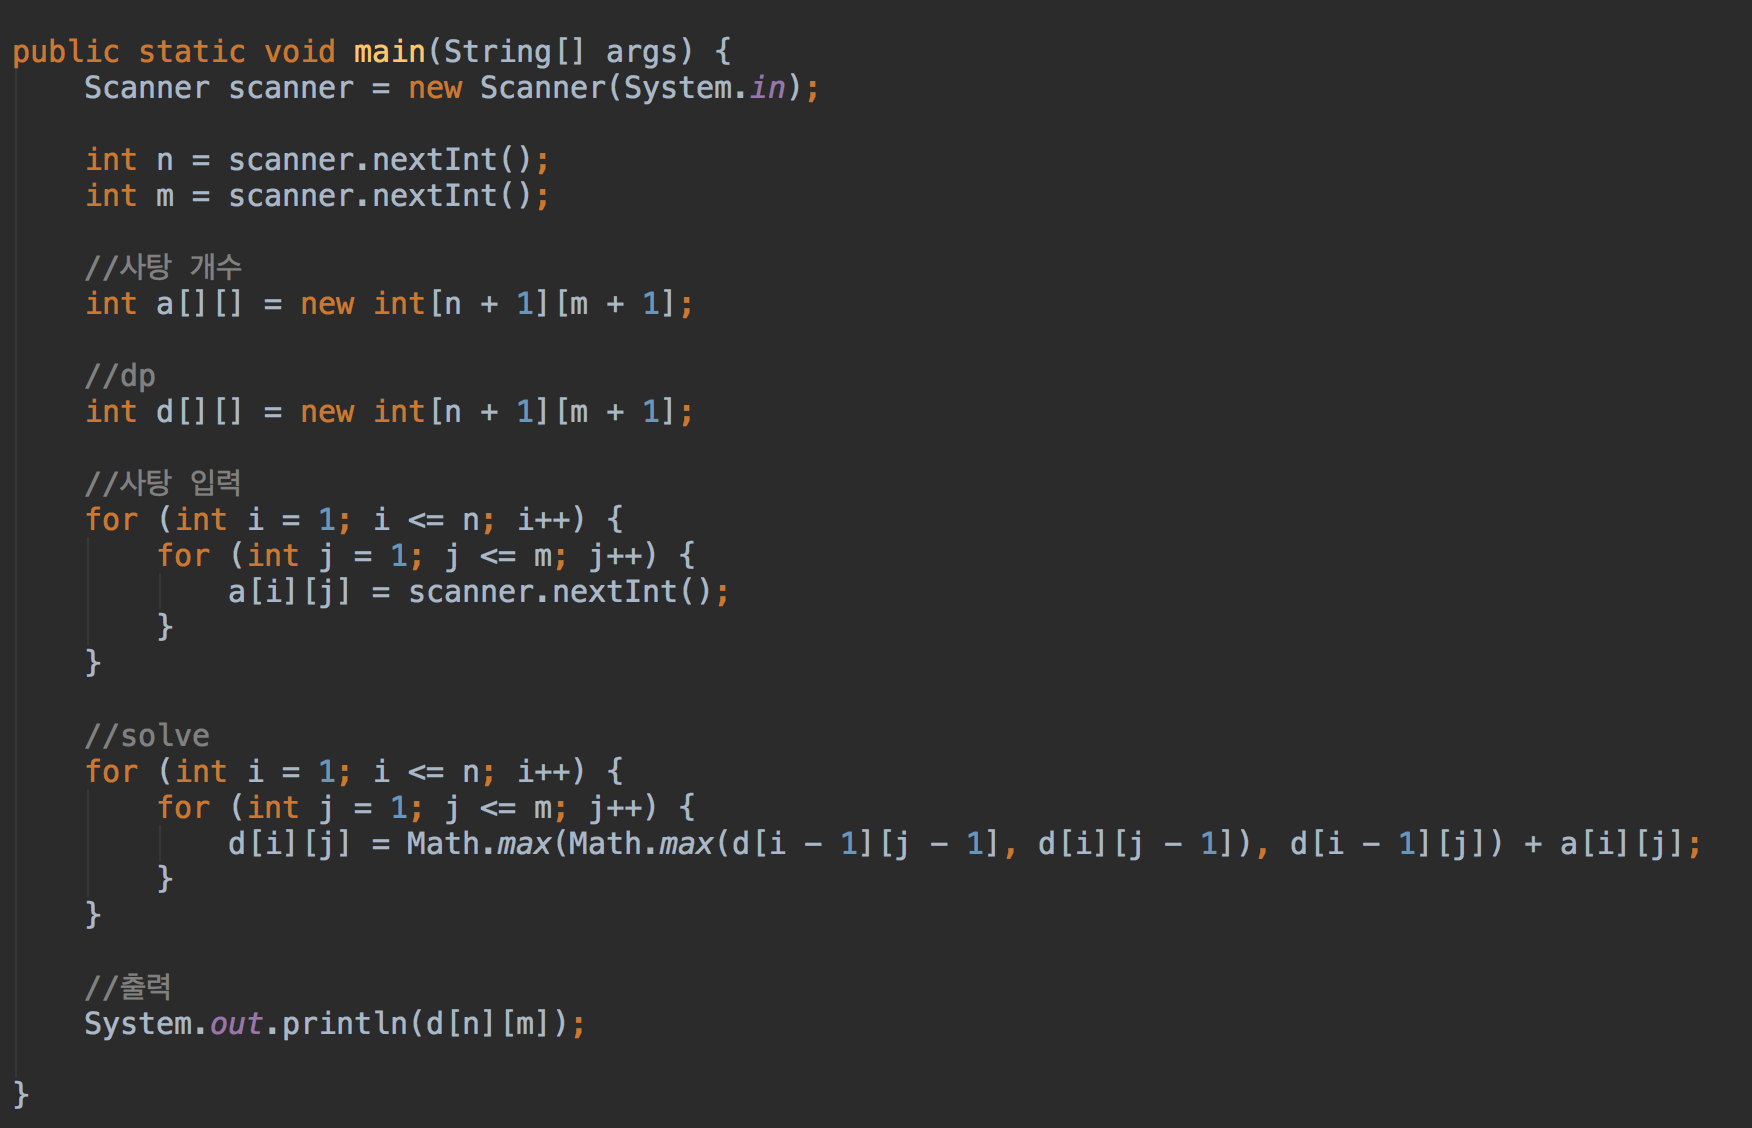 public static void main(String[] args) {
    Scanner scanner = new Scanner(System.in);
    int n = scanner.nextInt();
    int m = scanner.nextInt();
    //사탕 개수
    int a[][] = new int[n + 1][m + 1];
    //dp
    int d[][] = new int[n + 1][m + 1];
    //사탕 입력
    for (int i = 1; i <= n; i++) {
        for (int j = 1; j <= m; j++) {
            a[i][j] = scanner.nextInt();
        }
    }
    //solve
    for (int i = 1; i <= n; i++) {
        for (int j = 1; j <= m; j++) {
            d[i][j] = Math.max(Math.max(d[i - 1][j - 1], d[i][j - 1]), d[i - 1][j]) + a[i][j];
        }
    }
    //출력
    System.out.println(d[n][m]);
}